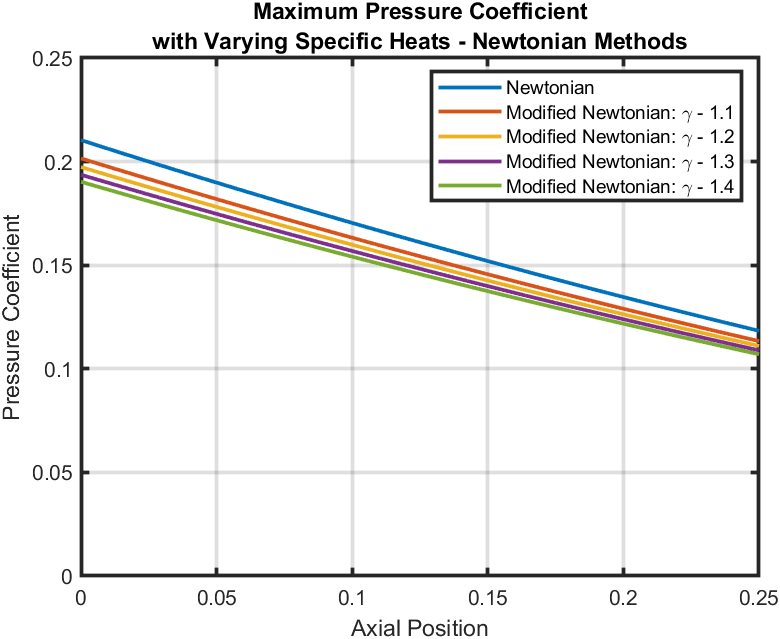 Maximum Pressure Coefficient
with Varying Specific Heats - Newtonian Methods
0.25
0.2
0.15
0.1
0.05
0
Pressure Coefficient
Newtonian
Modified Newtonian: γ - 1.1
Modified Newtonian: γ - 1.2
Modified Newtonian: γ - 1.3
Modified Newtonian: γ - 1.4
0 0.05 0.1 0.15 0.2 0.25
Axial Position